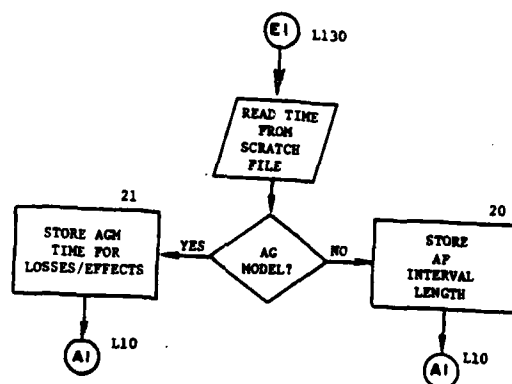 E1 L130
READ TIME
FROM
SCRATCH
FILE
21
STORE AGM
TIME FOR
LOSSES/EFFECTS
YES
AG
MODEL?
NO
20
STORE
AP
INTERVAL
LENGTH
A1 L10
A1 L10